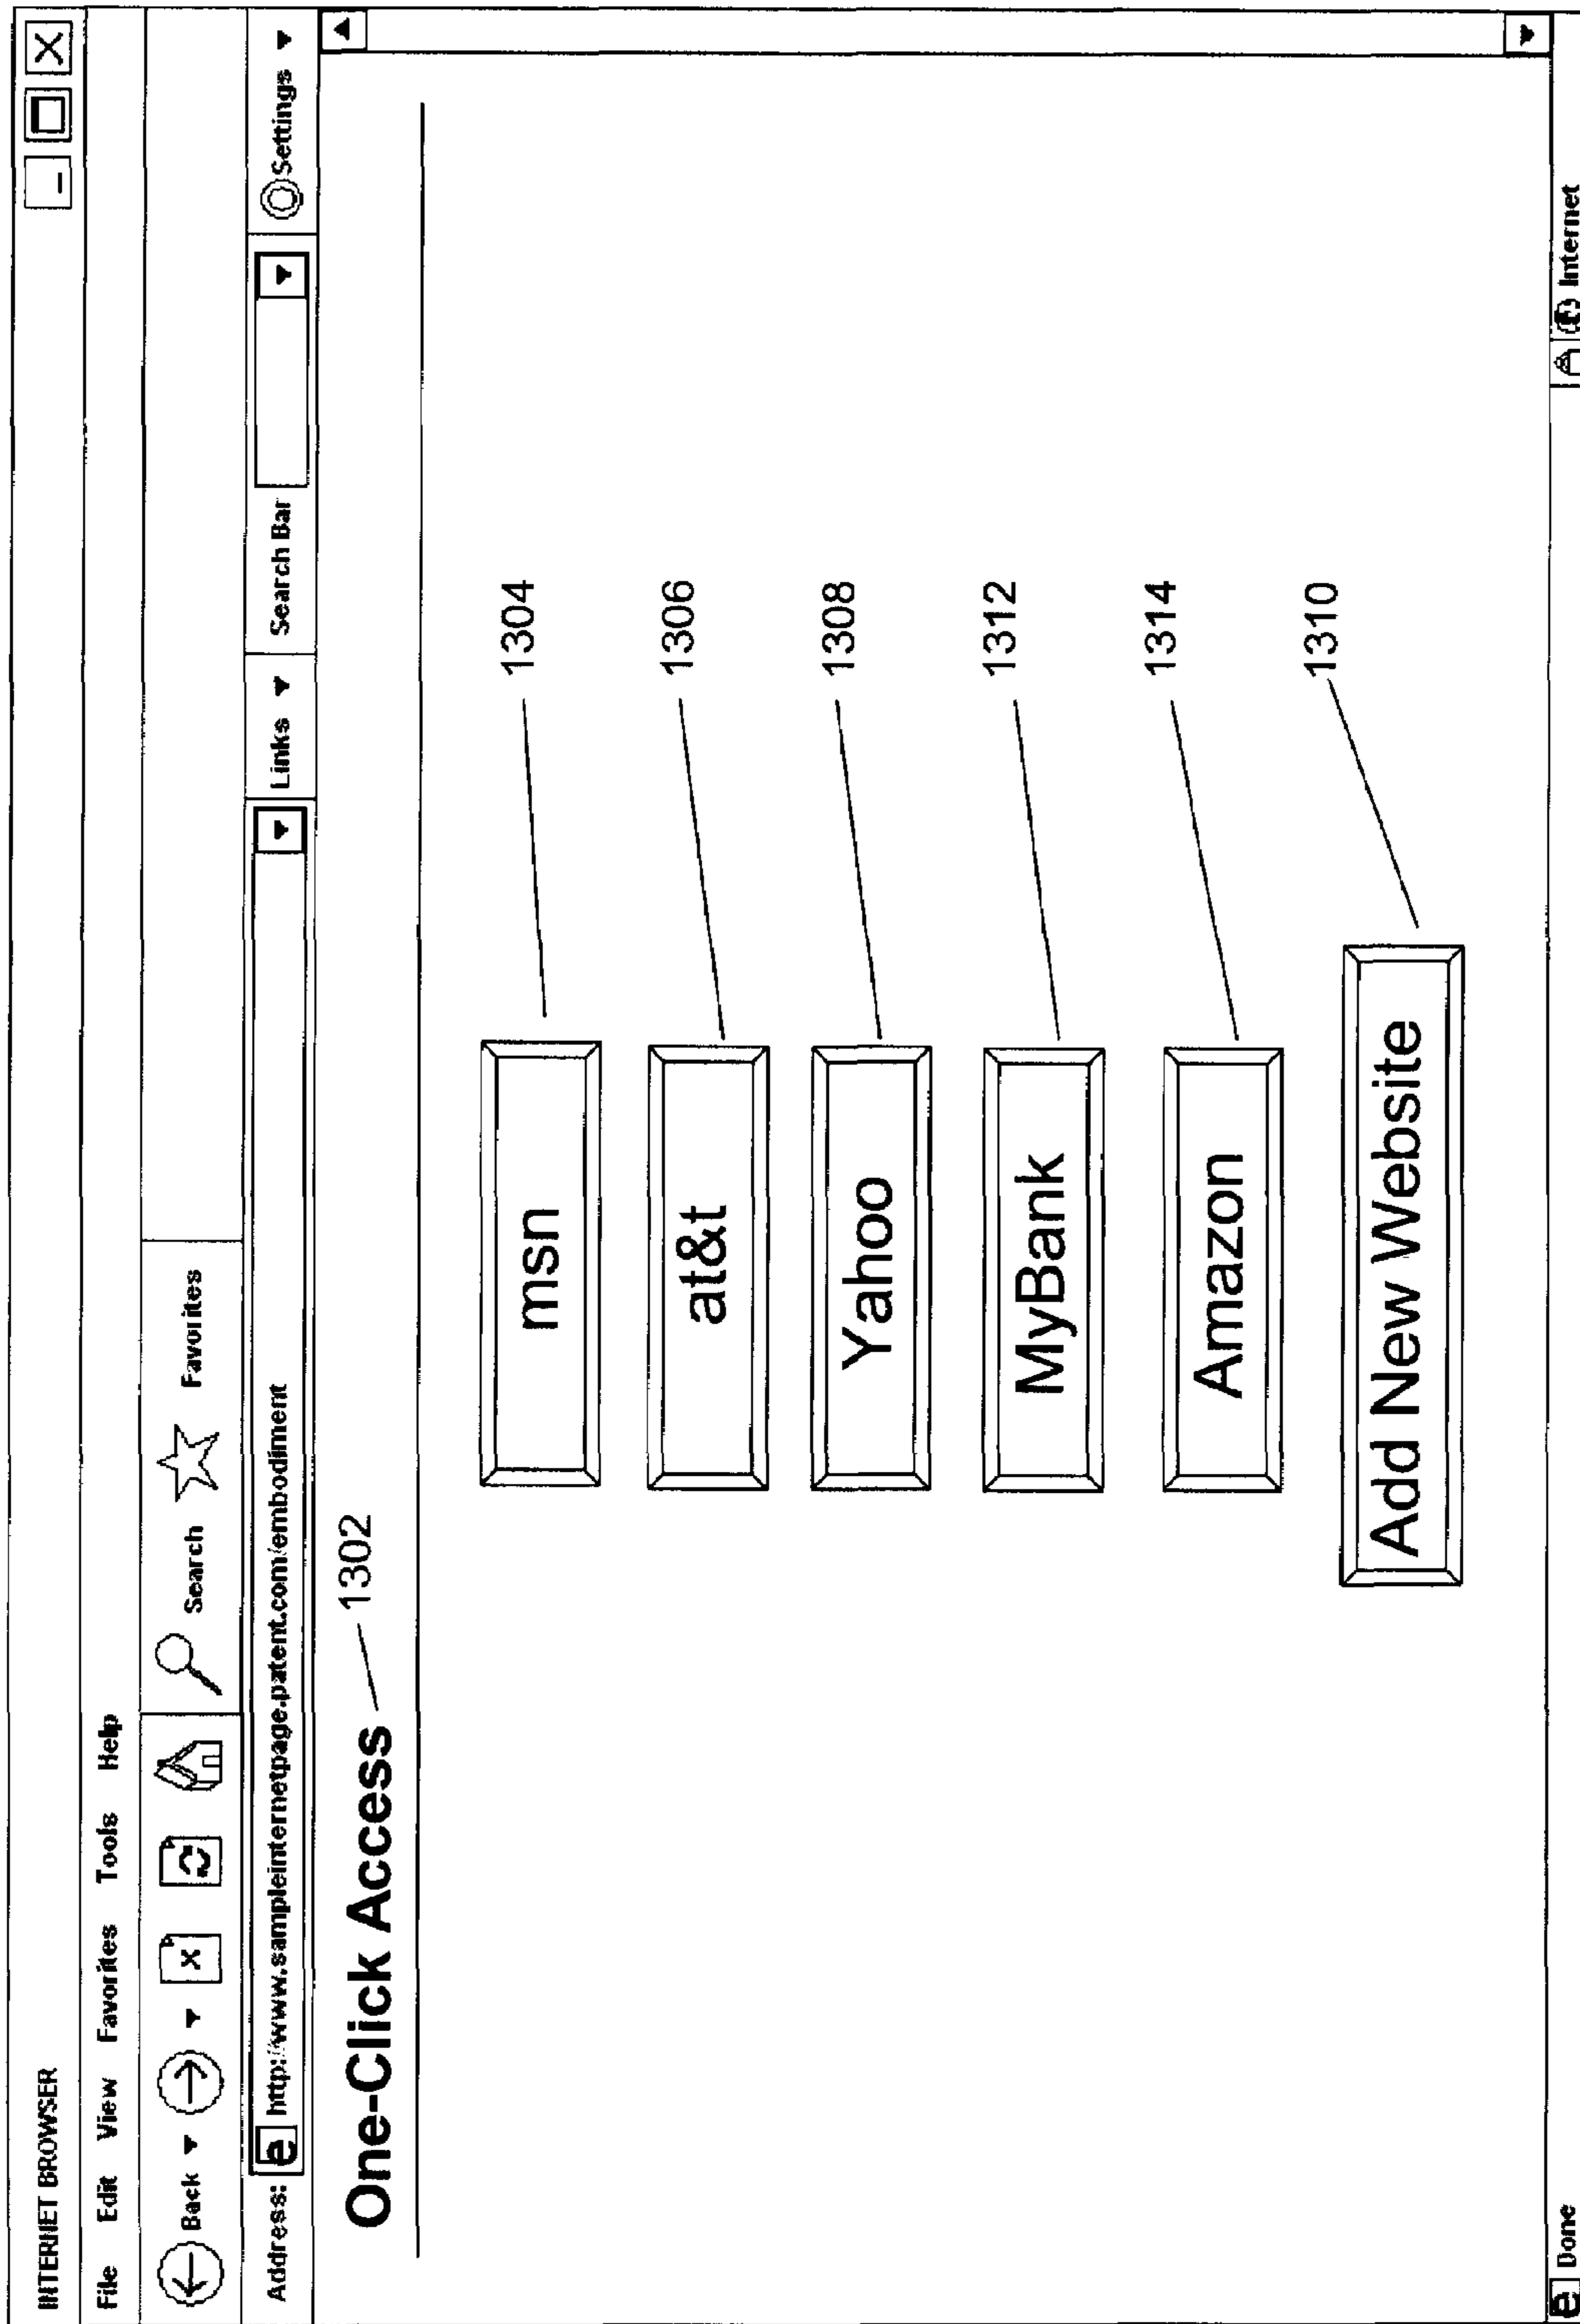 INTERNET BROWSER
File Edit View Favorites Tools Help
Back Search Favorites
Address: e http://www.sampleinternetpage.patent.com/embodiment Links Search Bar Settings
One-Click Access 1302
msn 1304
at&t 1306
Yahoo 1308
MyBank 1312
Amazon 1314
Add New Website 1310
e Done Internet